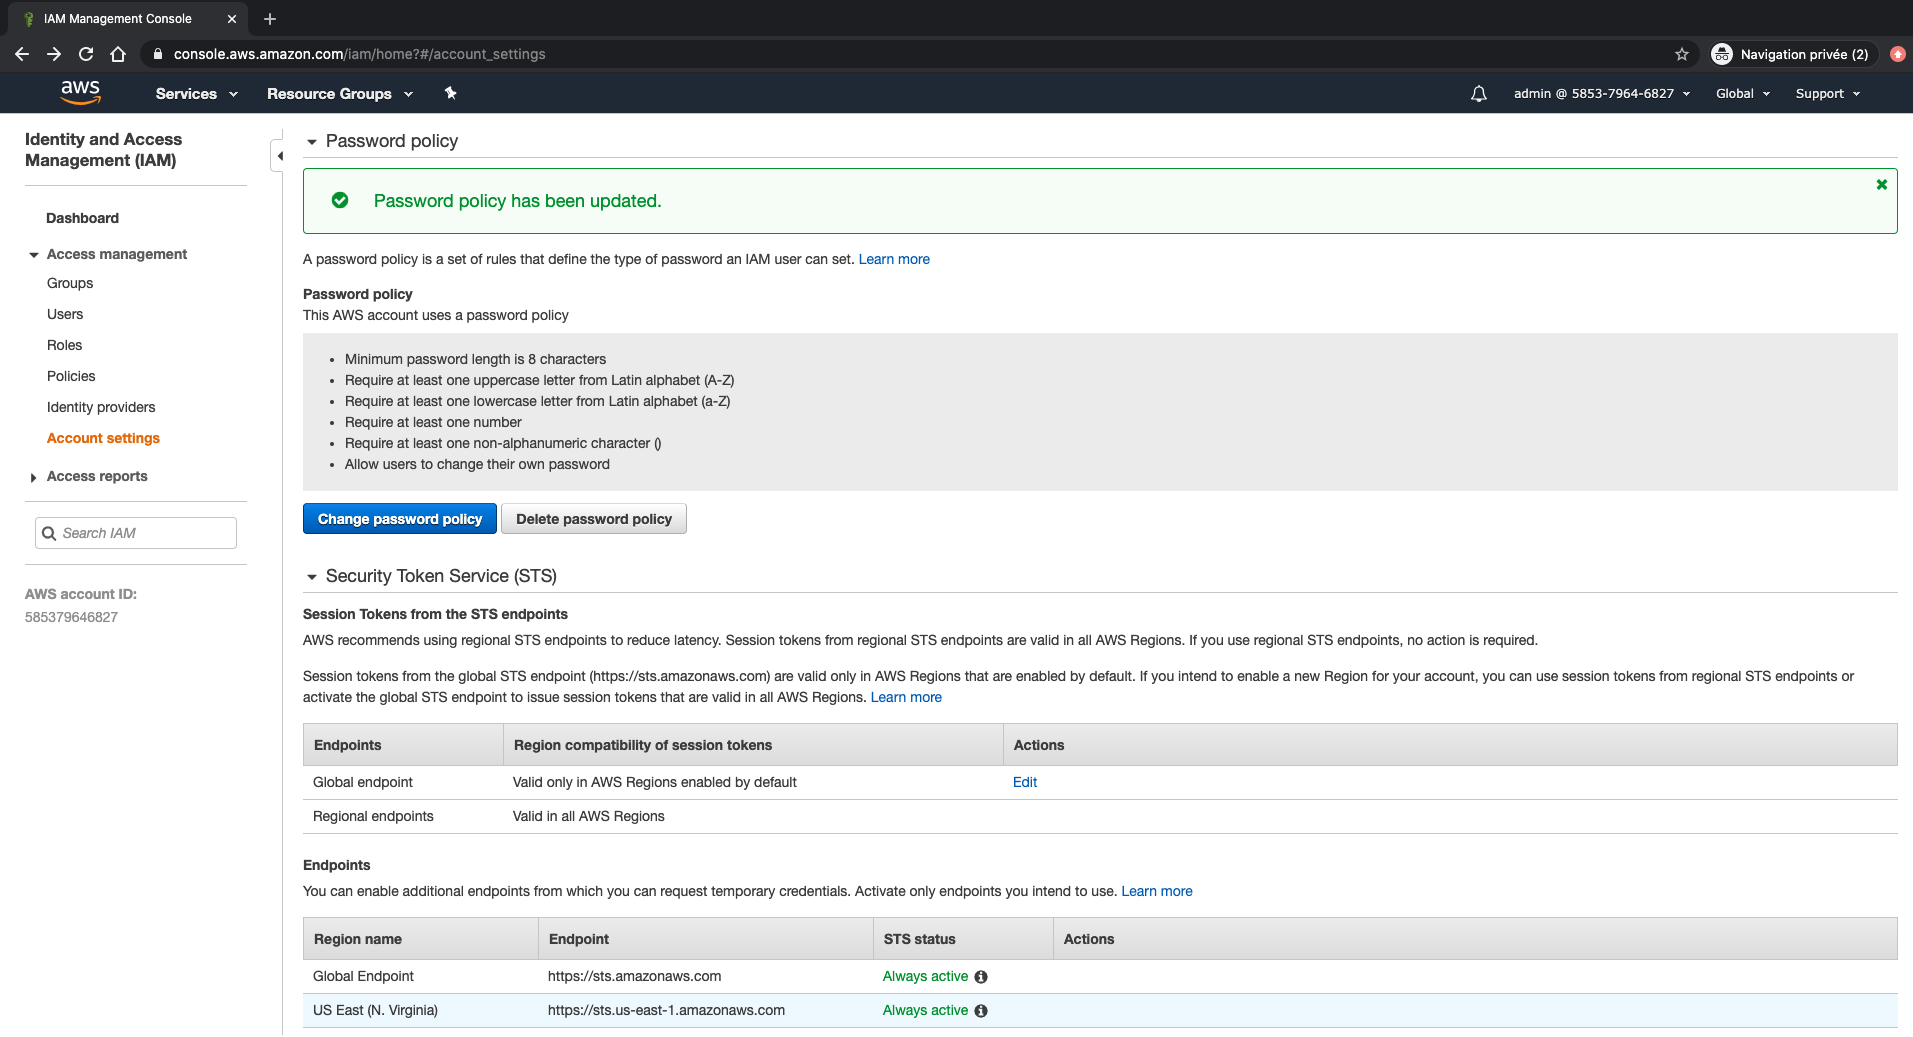 IAM Management Console
console.aws.amazon.com/iam/home?#/account_settings
Navigation privée (2)
aws
Services
Resource Groups
admin @ 5853-7964-6827
Global
Support
Identity and Access
Management (IAM)
Dashboard
Access management
Groups
Users
Roles
Policies
Identity providers
Account settings
Access reports
Search IAM
AWS account ID:
585379646827
Password policy
Password policy has been updated.
A password policy is a set of rules that define the type of password an IAM user can set. Learn more
Password policy
This AWS account uses a password policy
• Minimum password length is 8 characters
• Require at least one uppercase letter from Latin alphabet (A-Z)
• Require at least one lowercase letter from Latin alphabet (a-Z)
• Require at least one number
• Require at least one non-alphanumeric character ()
• Allow users to change their own password
Change password policy
Delete password policy
Security Token Service (STS)
Session Tokens from the STS endpoints
AWS recommends using regional STS endpoints to reduce latency. Session tokens from regional STS endpoints are valid in all AWS Regions. If you use regional STS endpoints, no action is required.
Session tokens from the global STS endpoint (https://sts.amazonaws.com) are valid only in AWS Regions that are enabled by default. If you intend to enable a new Region for your account, you can use session tokens from regional STS endpoints or
activate the global STS endpoint to issue session tokens that are valid in all AWS Regions. Learn more
Endpoints Region compatibility of session tokens Actions
Global endpoint Valid only in AWS Regions enabled by default Edit
Regional endpoints Valid in all AWS Regions
Endpoints
You can enable additional endpoints from which you can request temporary credentials. Activate only endpoints you intend to use. Learn more
Region name Endpoint STS status Actions
Global Endpoint https://sts.amazonaws.com Always active
US East (N. Virginia) https://sts.us-east-1.amazonaws.com Always active